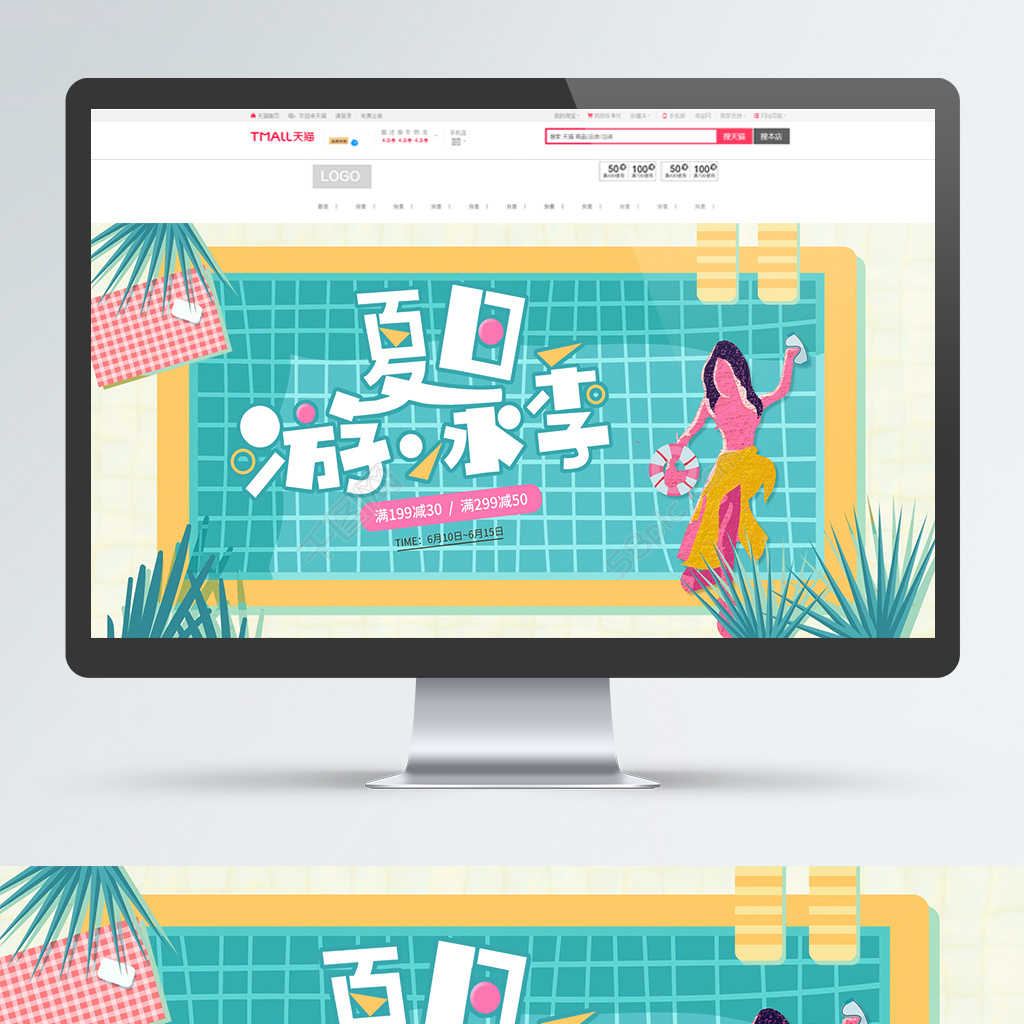 天猫首页 喵，欢迎来天猫 请登录 免费注册
我的淘宝 购物车 收藏夹 手机版 淘宝网 商家支持 网站导航
TMALL天猫
描述 服务 物流
4.8 4.8 4.8
手机逛
搜索 天猫 商品/品牌/店铺
搜天猫 搜本店
LOGO
50 100 50 100
首页 分类 分类 分类 分类 分类 分类 分类 分类 分类 分类
夏日
游泳季
满199减30 / 满299减50
TIME：6月10日~6月15日
夏日